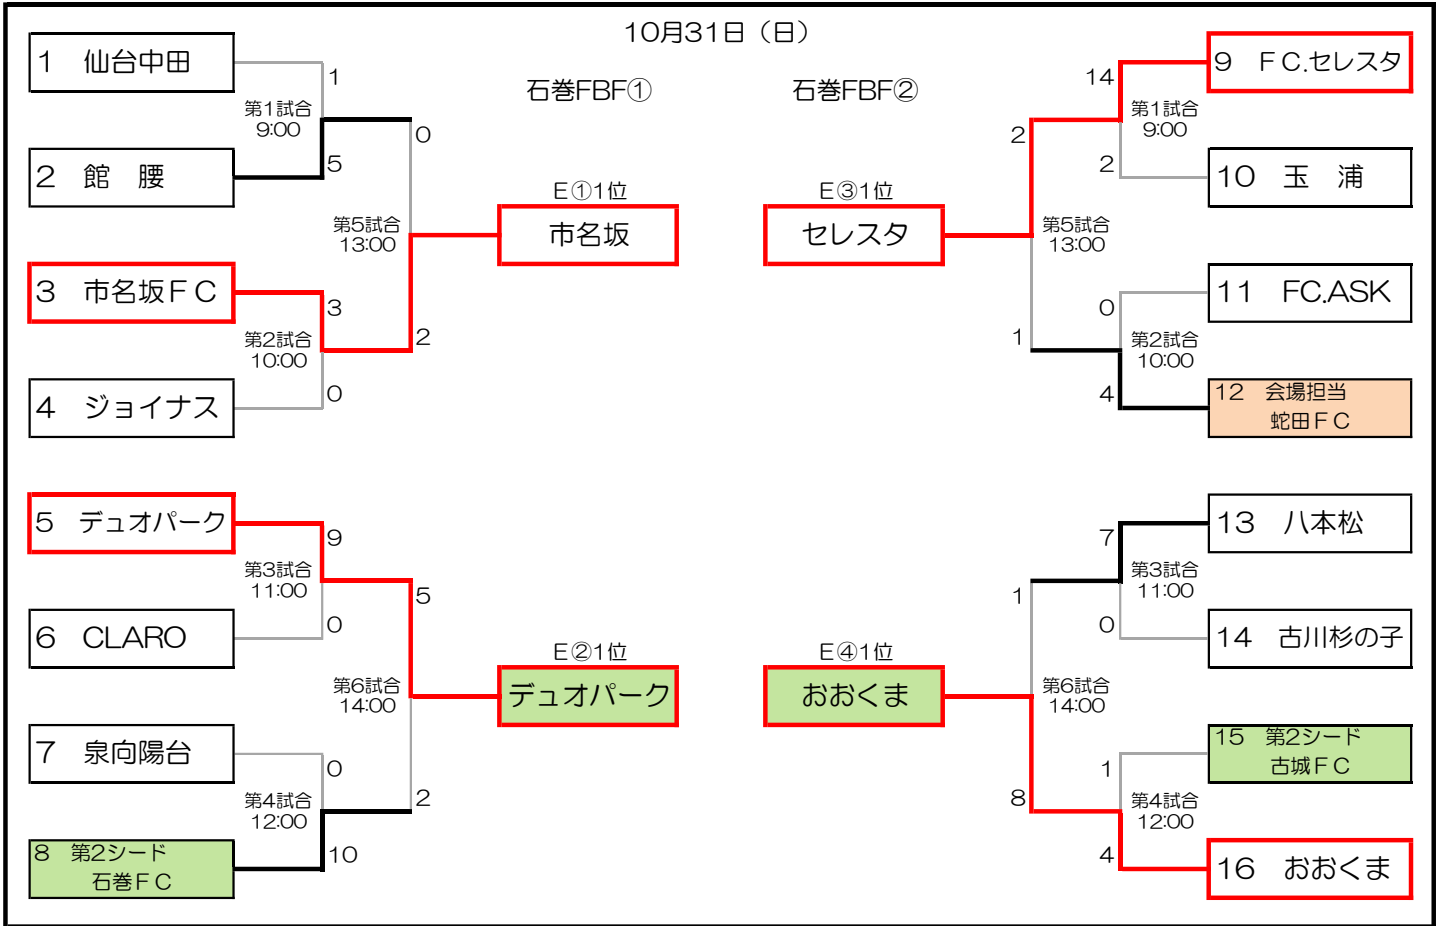 10月31日（日）
石巻FBF①
石巻FBF②
1　仙台中田
1
第1試合
9:00
0
5
2　館　腰
E①1位
市名坂
第5試合
13:00
3　市名坂ＦＣ
3
第2試合
10:00
2
0
4　ジョイナス
5　デュオパーク
9
第3試合
11:00
5
0
6　CLARO
E②1位
デュオパーク
第6試合
14:00
7　泉向陽台
0
第4試合
12:00
2
10
8　第2シード
石巻ＦＣ
9　ＦＣ.セレスタ
14
第1試合
9:00
2
2
10　玉　浦
E③1位
セレスタ
第5試合
13:00
11　FC.ASK
0
第2試合
10:00
1
4
12　会場担当
蛇田ＦＣ
13　八本松
7
第3試合
11:00
1
0
14　古川杉の子
E④1位
おおくま
第6試合
14:00
15　第2シード
古城ＦＣ
1
第4試合
12:00
8
4
16　おおくま